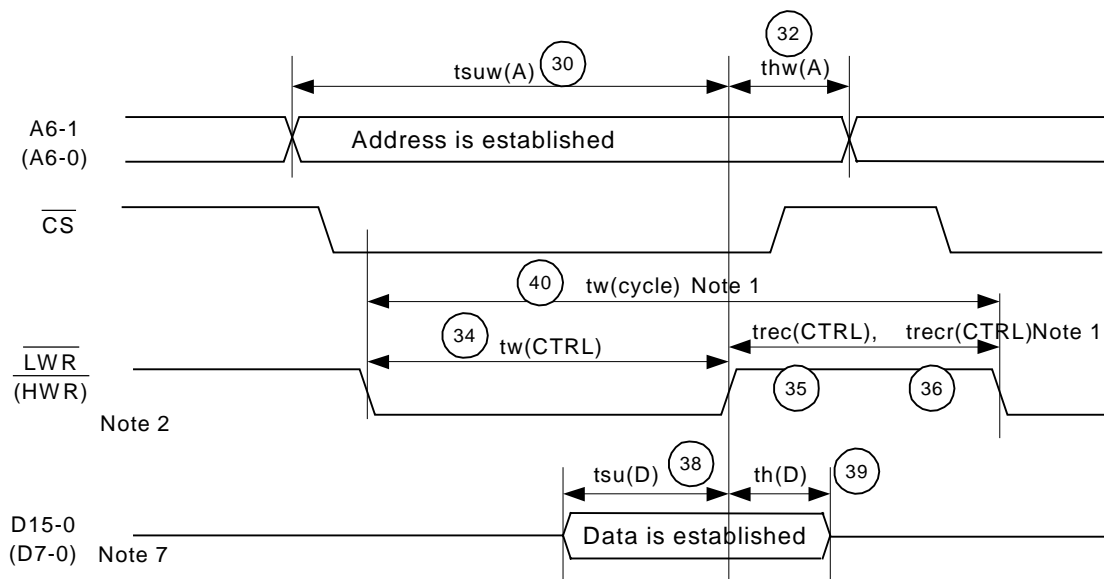 32
tsuw(A) 30 thw(A)
A6-1
(A6-0)
Address is established
CS
40 tw(cycle) Note 1
34 tw(CTRL) trec(CTRL), trecr(CTRL)Note 1
LWR
(HWR)
35 36
Note 2
tsu(D) 38 th(D) 39
D15-0
(D7-0) Note 7
Data is established